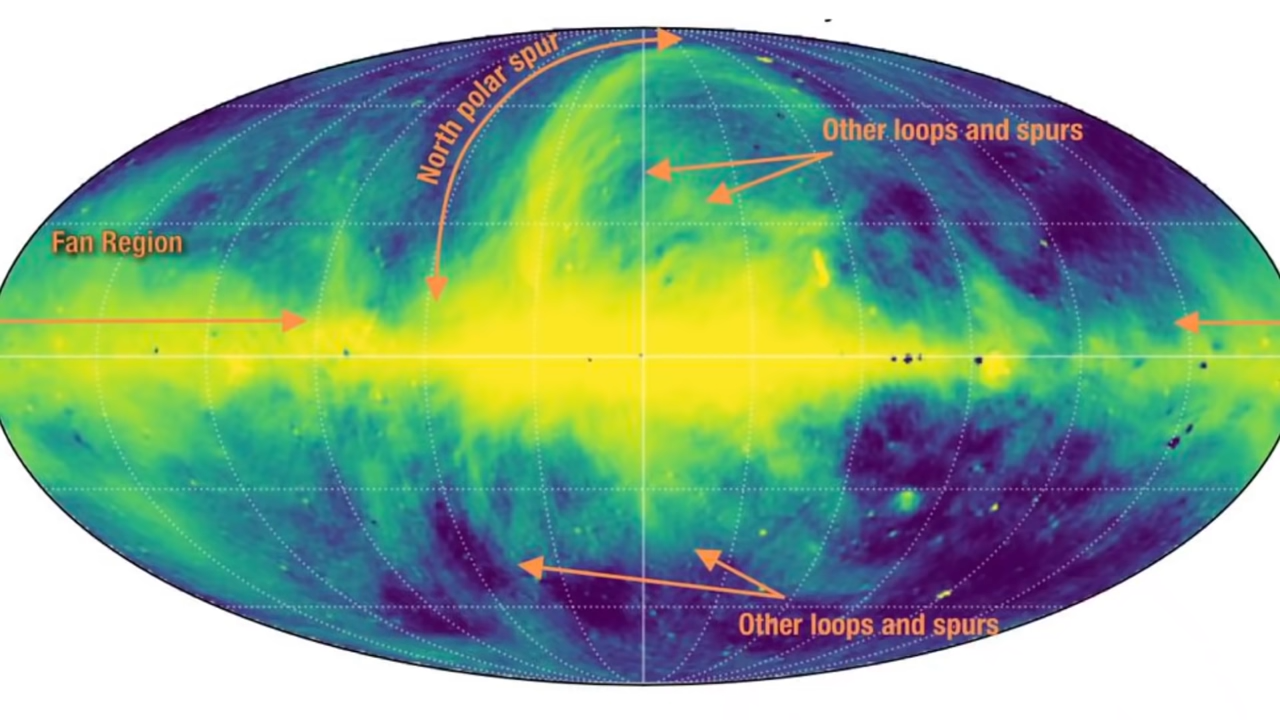 North polar spur
Other loops and spurs
Fan Region
Other loops and spurs